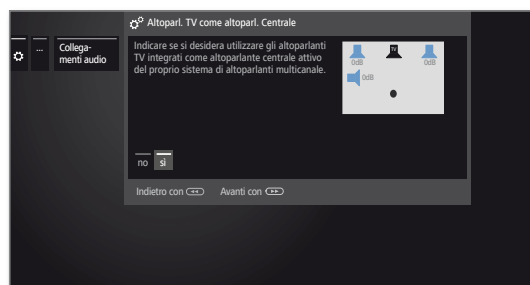 Altoparl. TV come altoparl. Centrale
...
Collega-
menti audio
Indicare se si desidera utilizzare gli altoparlanti
TV integrati come altoparlante centrale attivo
del proprio sistema di altoparlanti multicanale.
TV
0dB
0dB
0dB
no
si
Indietro con
Avanti con